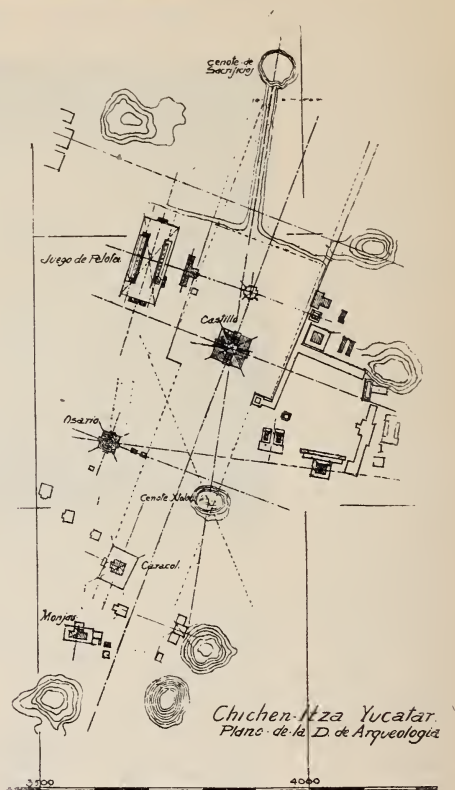 Cenote de
Sacrificios
Juego de Pelota
Castillo
Osario
Cenote Xtoloc
Caracol.
Monjas
Chichen-Itza Yucatan.
Plano de la D. de Arqueologia
3500
4000